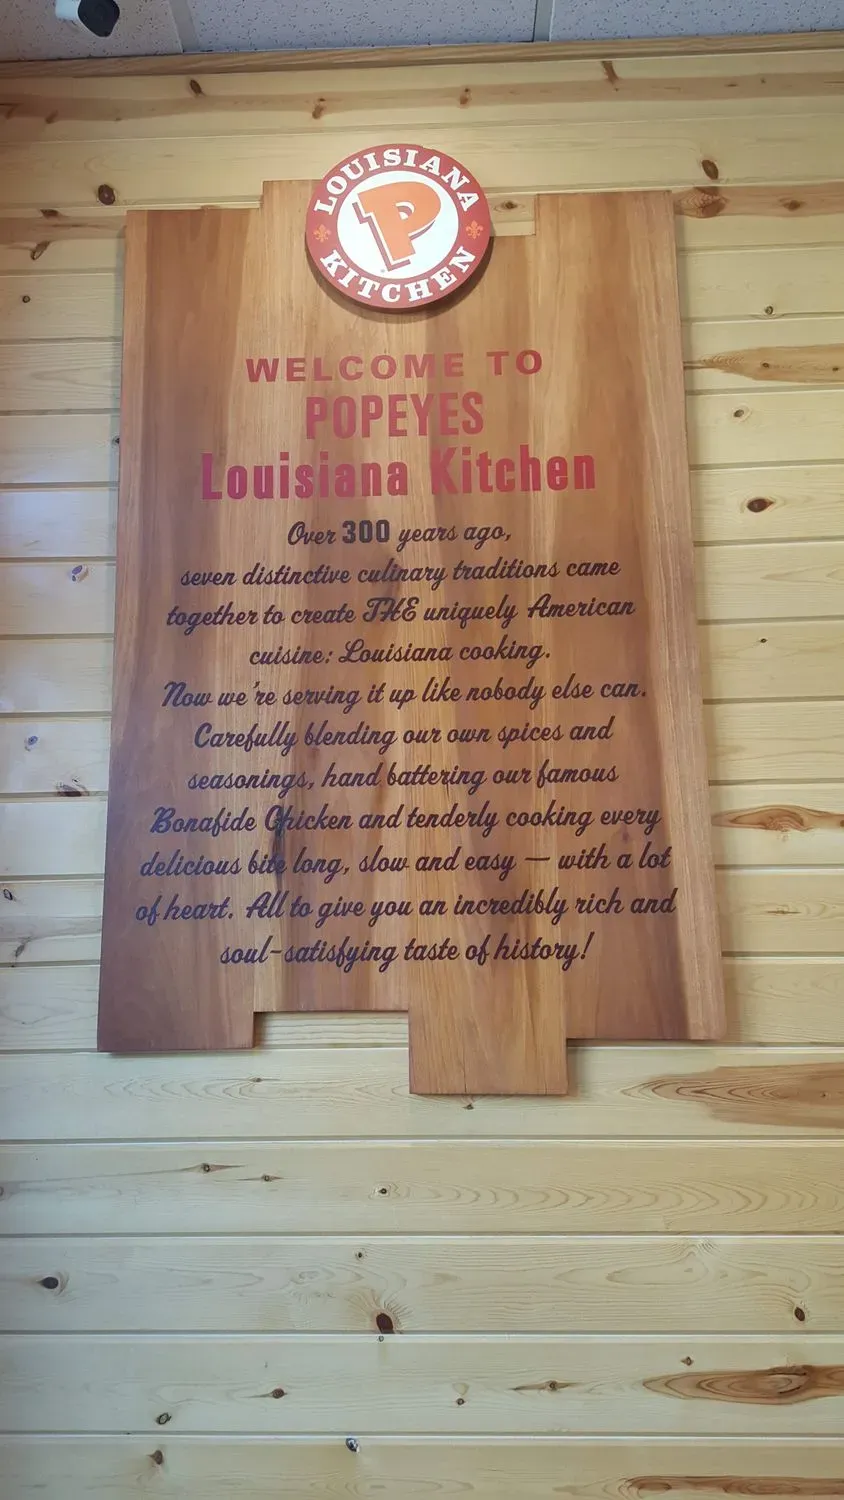 LOUISIANA
P
KITCHEN
WELCOME TO
POPEYES
Louisiana Kitchen
Over 300 years ago,
seven distinctive culinary traditions came
together to create THE uniquely American
cuisine: Louisiana cooking.
Now we're serving it up like nobody else can.
Carefully blending our own spices and
seasonings, hand battering our famous
Bonafide Chicken and tenderly cooking every
delicious bite long, slow and easy — with a lot
of heart. All to give you an incredibly rich and
soul-satisfying taste of history!